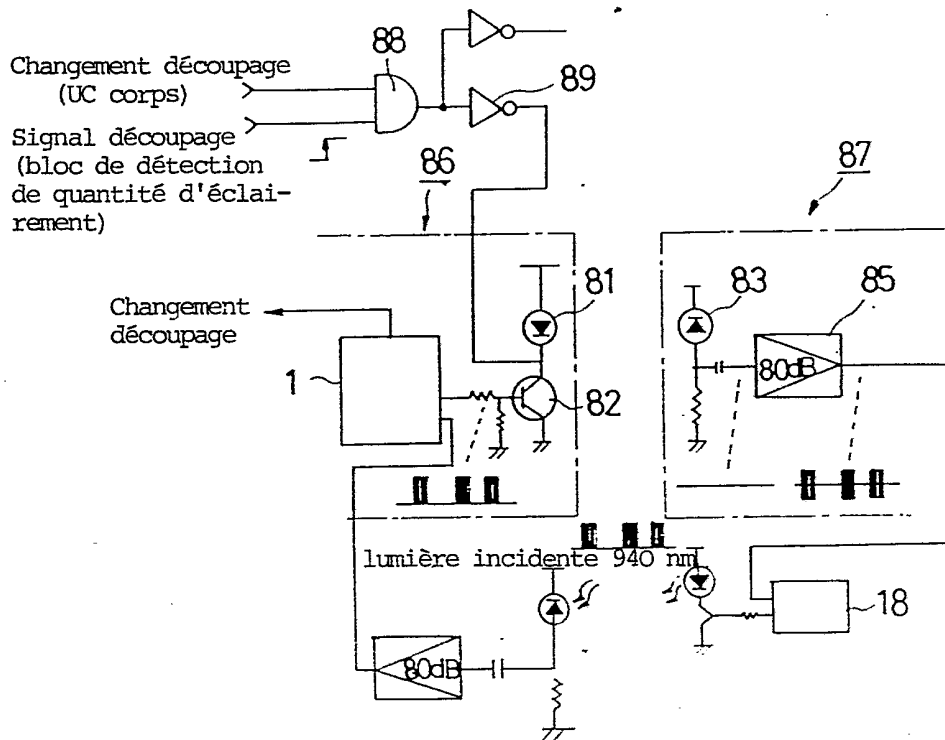 88
Changement découpage
(UC corps)
89
Signal découpage
(bloc de détection
de quantité d'éclai-
rement)
86
87
81
83
85
Changement
découpage
80dB
1
82
lumière incidente 940 nm
18
80dB